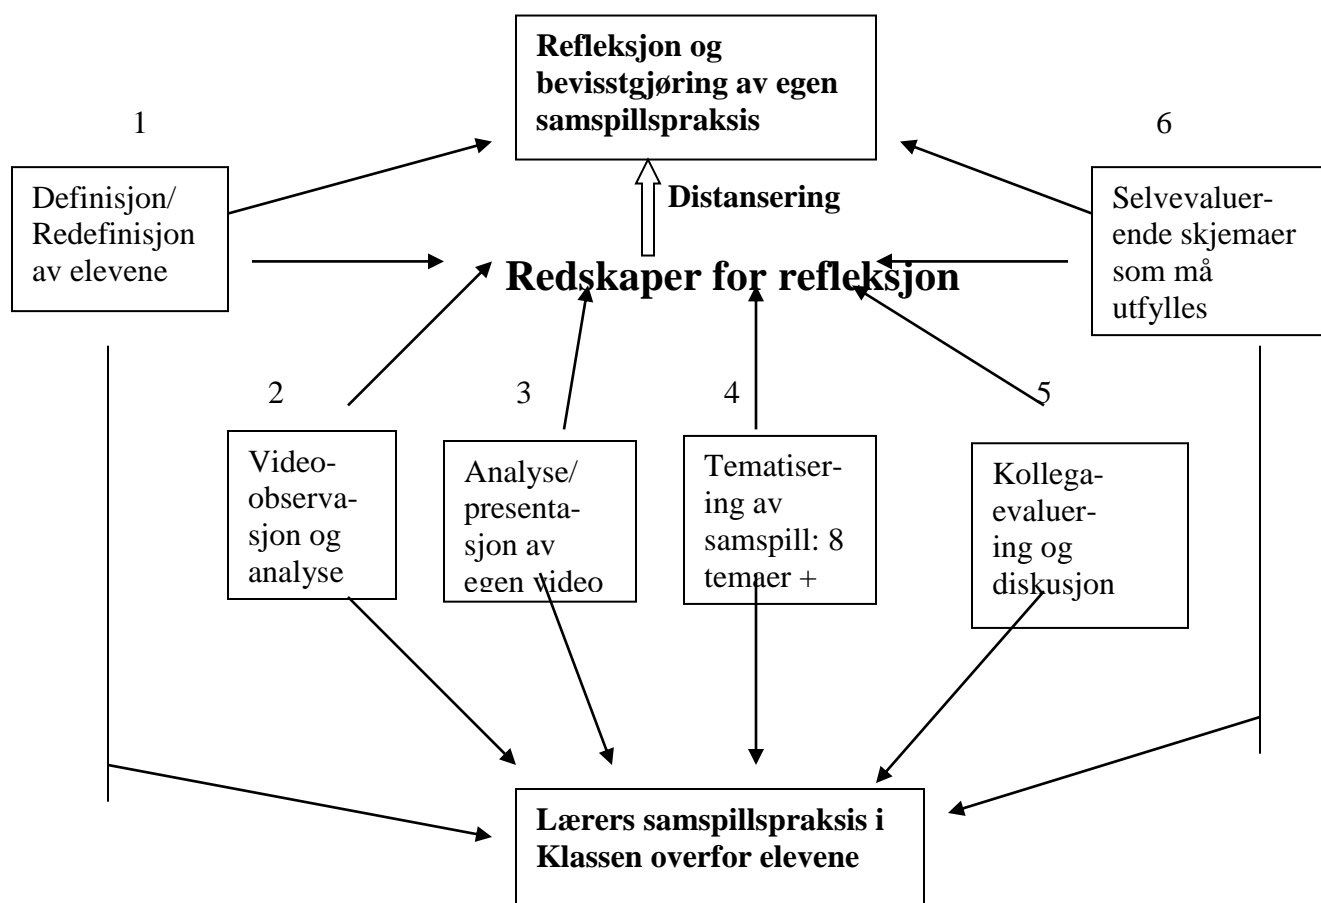 Refleksjon og
bevisstgjøring av egen
samspillspraksis
1
6
Definisjon/
Redefinisjon
av elevene
Distansering
Selvevaluer-
ende skjemaer
som må
utfylles
Redskaper for refleksjon
2
3
4
5
Video-
observa-
sjon og
analyse
Analyse/
presenta-
sjon av
egen video
Tematiser-
ing av
samspill: 8
temaer +
Kollega-
evaluer-
ing og
diskusjon
Lærers samspillspraksis i
Klassen overfor elevene